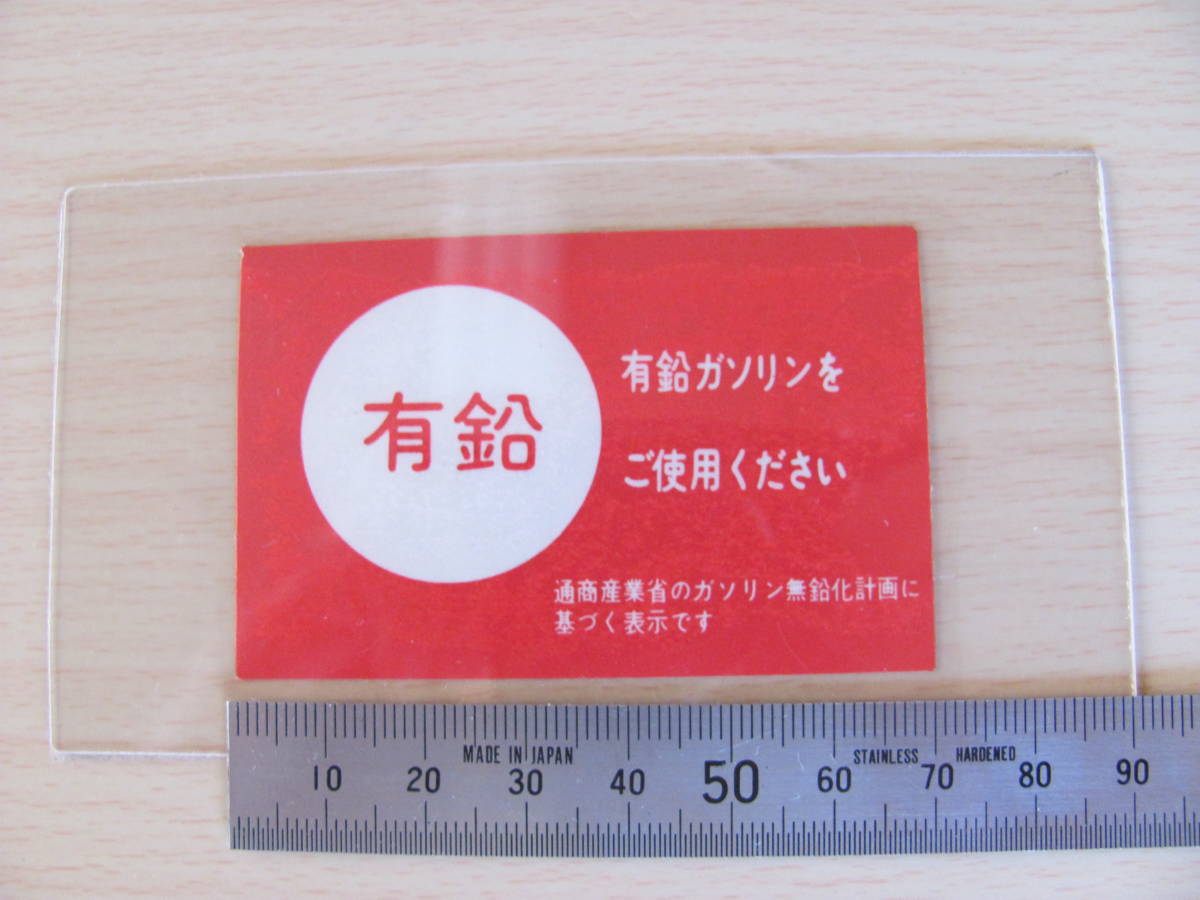 有鉛
有鉛ガソリンを
ご使用ください
通商産業省のガソリン無鉛化計画に
基づく表示です
MADE IN JAPAN STAINLESS HARDENED
10 20 30 40 50 60 70 80 90